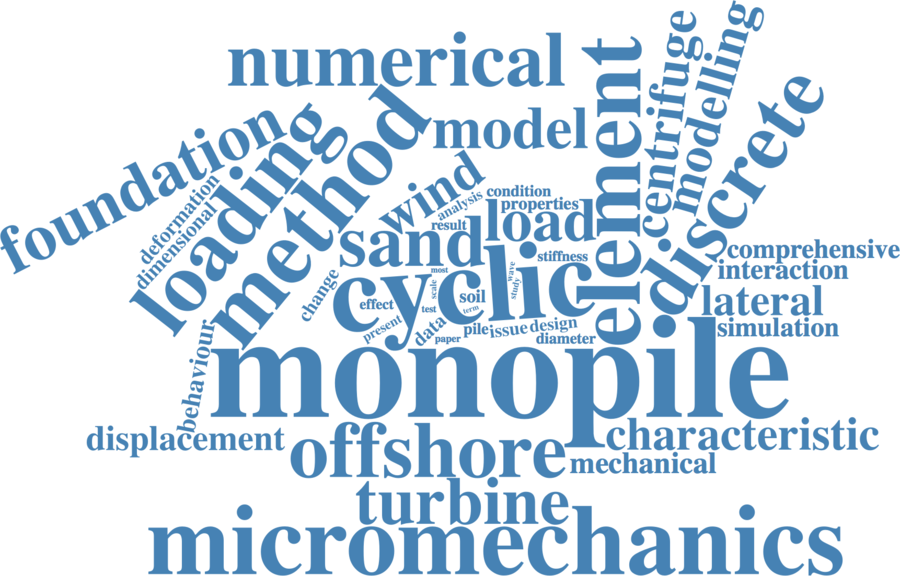 numerical
element
centrifuge
modelling
discrete
foundation
loading
method
model
deformation
dimensional
wind
condition
analysis
properties
result
load
sand
cyclic
stiffness
comprehensive
interaction
lateral
simulation
change
effect
most
scale
wave
study
soil
test
term
present
data
paper
pile
issue
design
diameter
behaviour
monopile
displacement
offshore
characteristic
mechanical
turbine
micromechanics